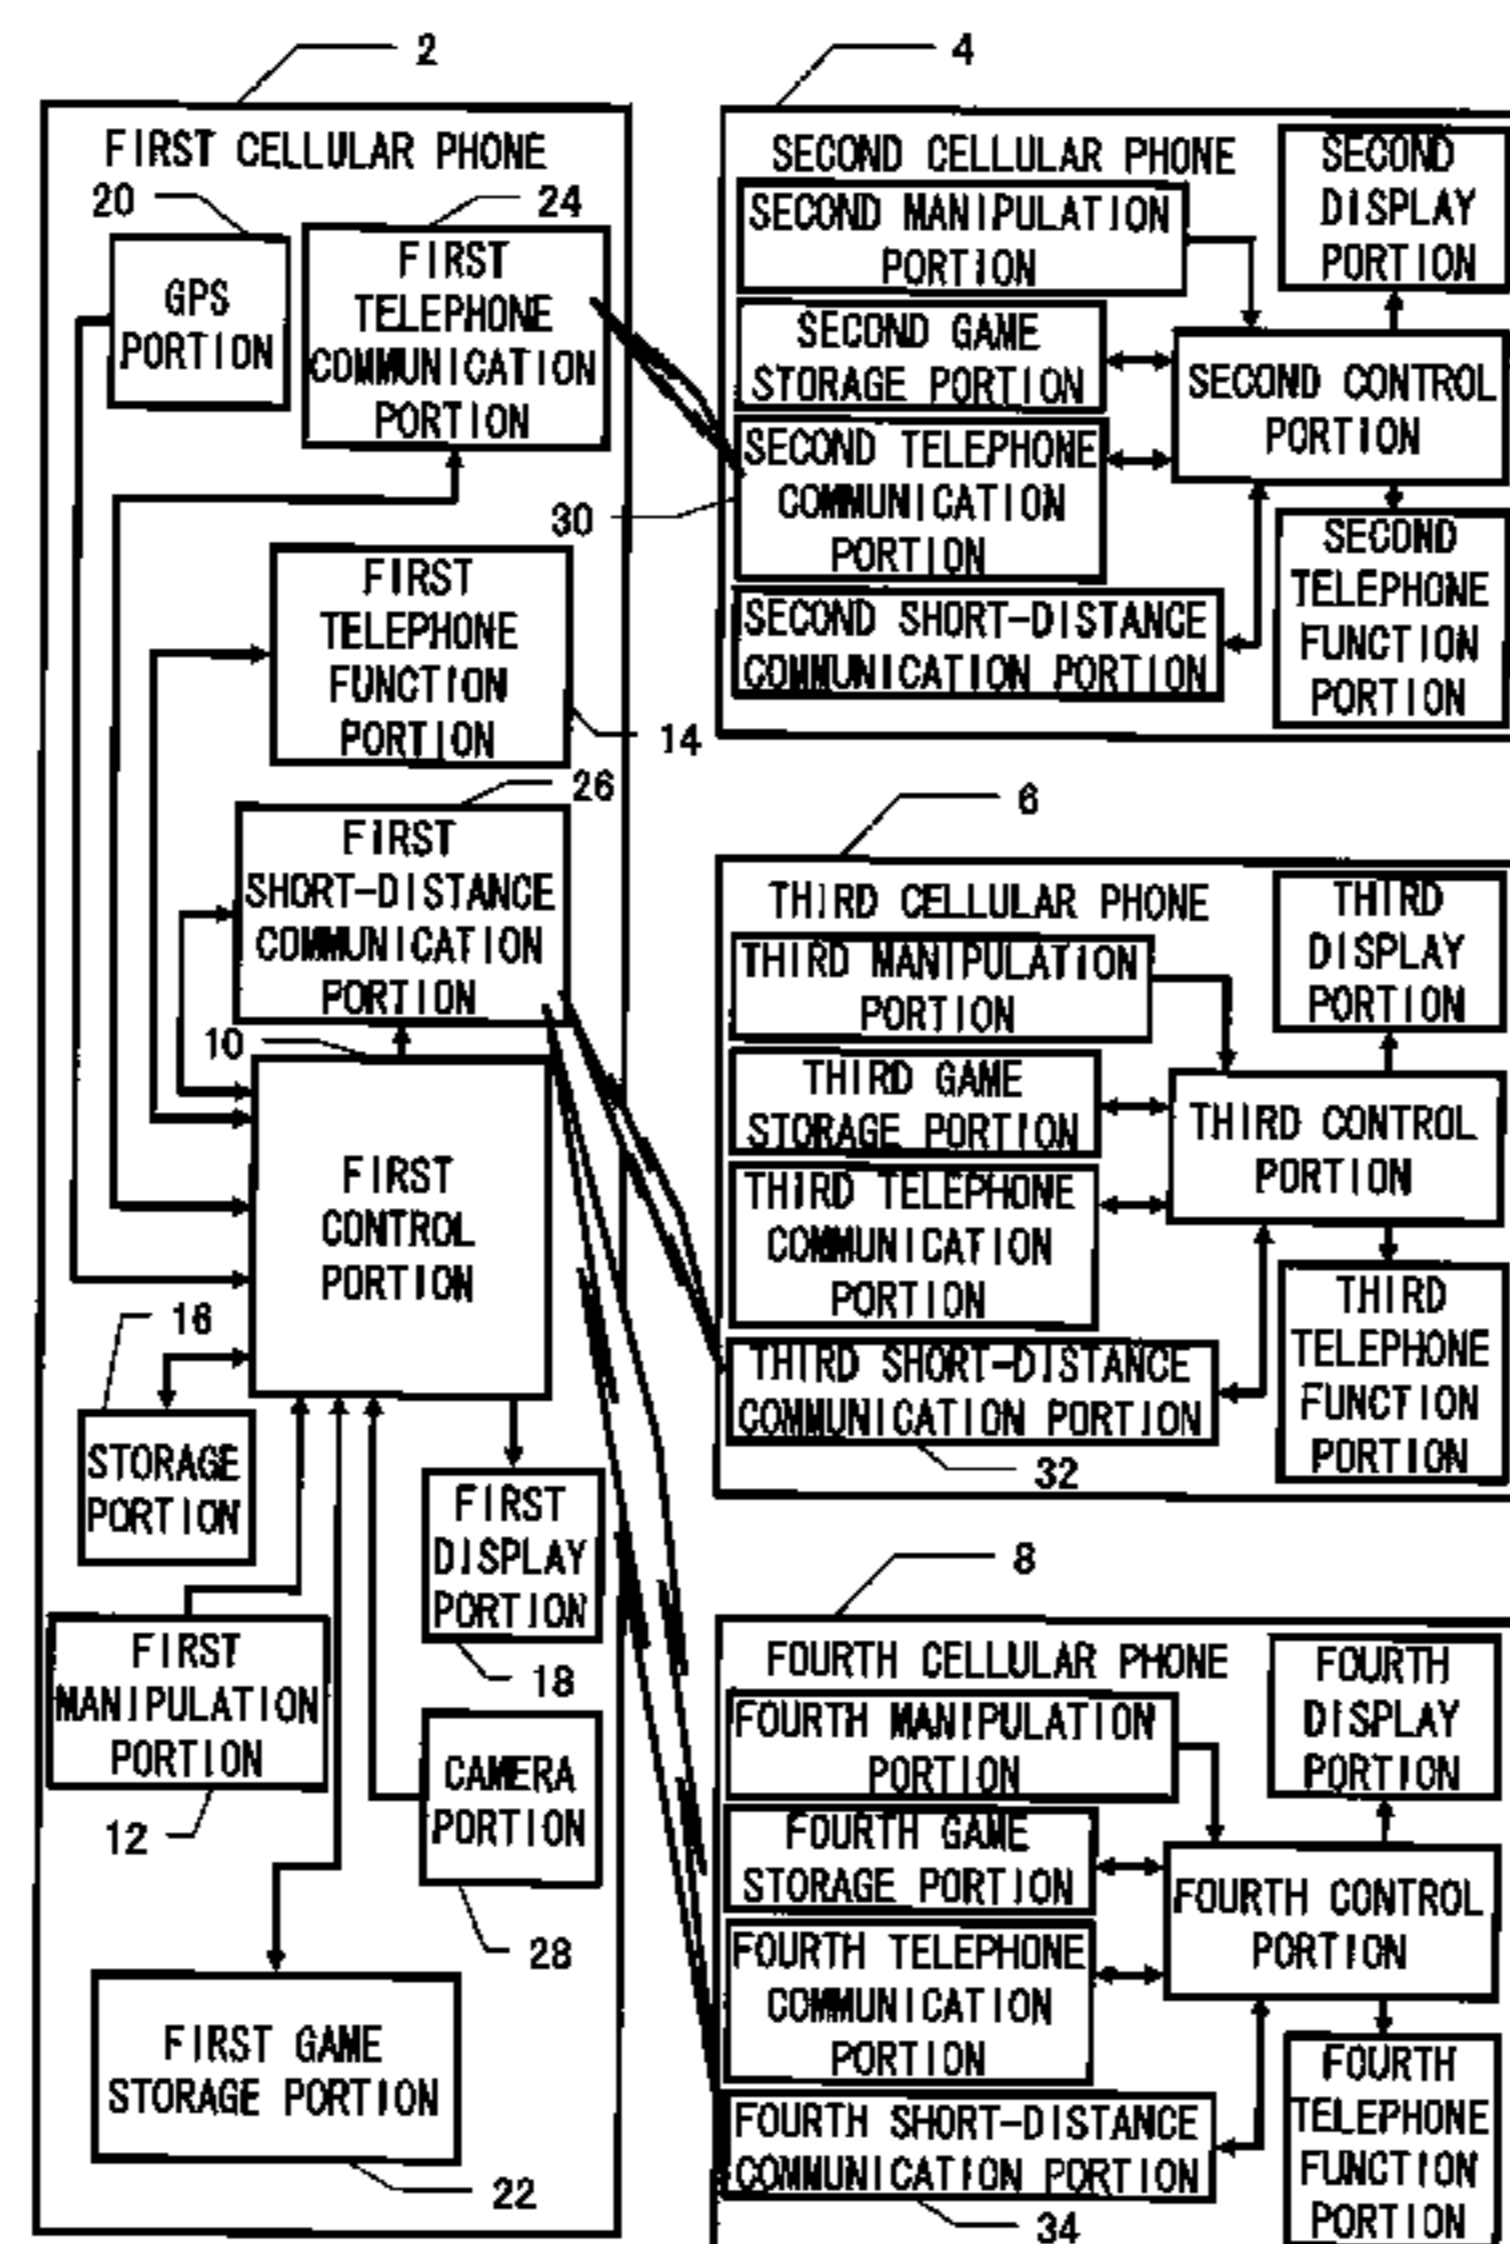 2
FIRST CELLULAR PHONE
20
24
GPS
PORTION
FIRST
TELEPHONE
COMMUNICATION
PORTION
30
FIRST
TELEPHONE
FUNCTION
PORTION
14
26
FIRST
SHORT-DISTANCE
COMMUNICATION
PORTION
10
FIRST
CONTROL
PORTION
16
STORAGE
PORTION
FIRST
DISPLAY
PORTION
18
FIRST
MANIPULATION
PORTION
12
CAMERA
PORTION
28
FIRST GAME
STORAGE PORTION
22
4
SECOND CELLULAR PHONE
SECOND MANIPULATION
PORTION
SECOND
DISPLAY
PORTION
SECOND GAME
STORAGE PORTION
SECOND CONTROL
PORTION
SECOND TELEPHONE
COMMUNICATION
PORTION
SECOND SHORT-DISTANCE
COMMUNICATION PORTION
SECOND
TELEPHONE
FUNCTION
PORTION
6
THIRD CELLULAR PHONE
THIRD MANIPULATION
PORTION
THIRD
DISPLAY
PORTION
THIRD GAME
STORAGE PORTION
THIRD CONTROL
PORTION
THIRD TELEPHONE
COMMUNICATION
PORTION
THIRD SHORT-DISTANCE
COMMUNICATION PORTION
32
THIRD
TELEPHONE
FUNCTION
PORTION
8
FOURTH CELLULAR PHONE
FOURTH MANIPULATION
PORTION
FOURTH
DISPLAY
PORTION
FOURTH GAME
STORAGE PORTION
FOURTH CONTROL
PORTION
FOURTH TELEPHONE
COMMUNICATION
PORTION
FOURTH SHORT-DISTANCE
COMMUNICATION PORTION
34
FOURTH
TELEPHONE
FUNCTION
PORTION